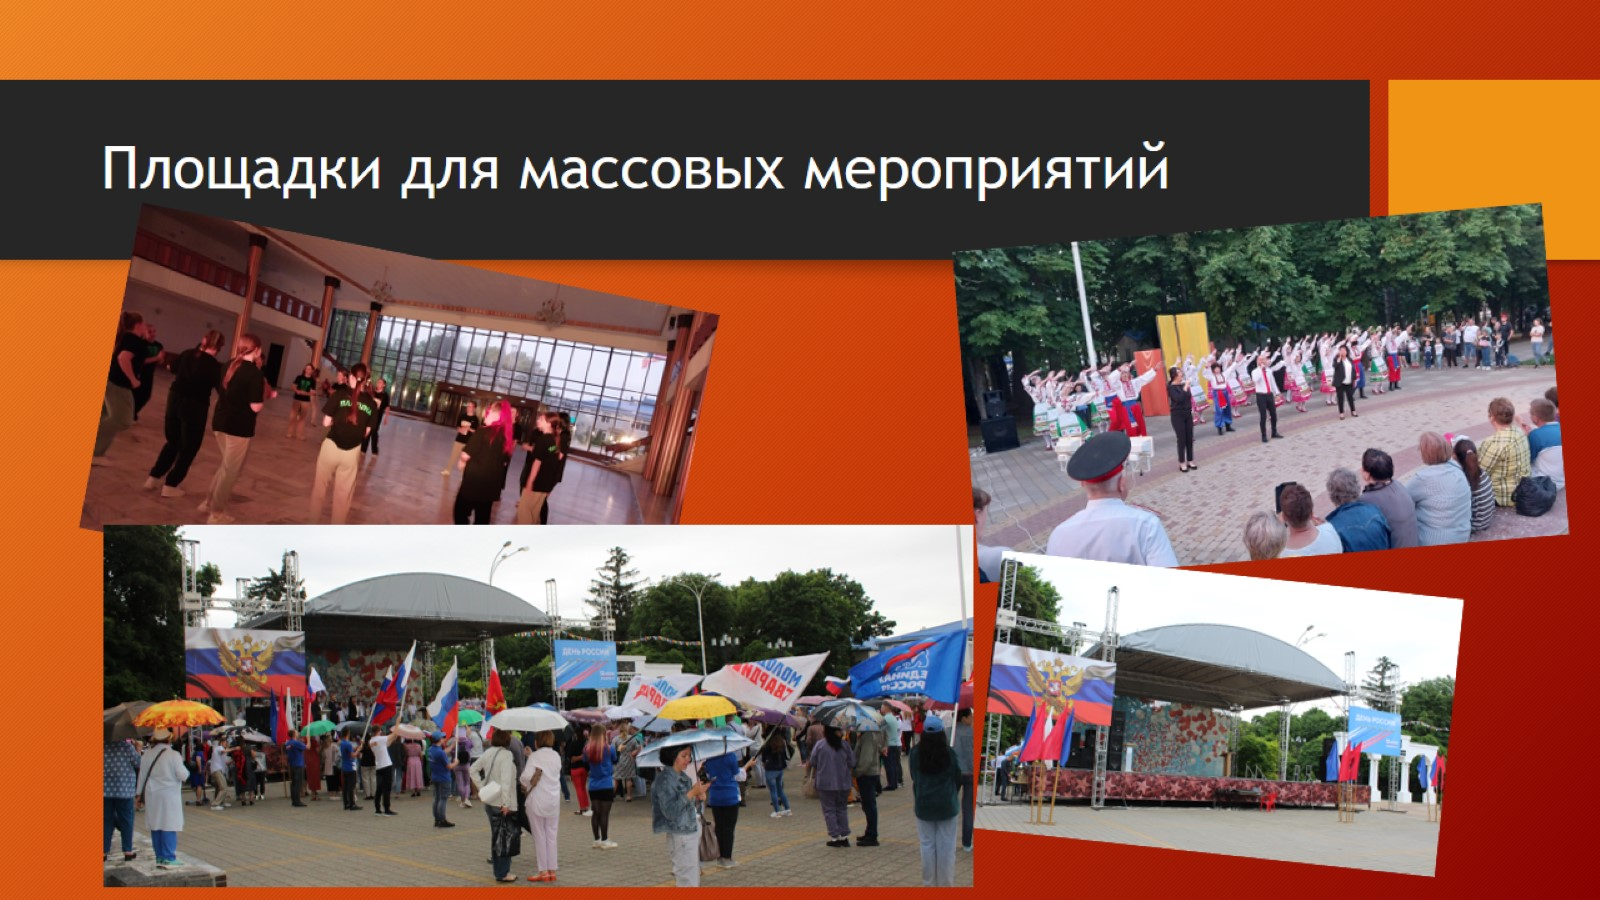 Площадки для массовых мероприятий
ДЕНЬ РОССИИ
МОЛОДАЯ
ГВАРДИЯ
ЕДИНАЯ
РОССИЯ
ДЕНЬ РОССИИ